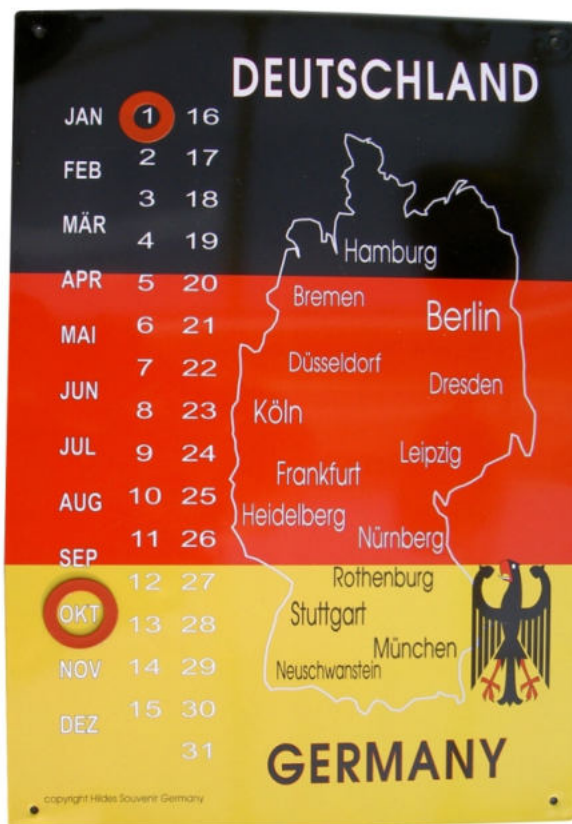 DEUTSCHLAND
JAN 1 16
FEB 2 17
MÄR 3 18
4 19
APR 5 20
MAI 6 21
JUN 7 22
8 23
JUL 9 24
AUG 10 25
SEP 11 26
12 27
OKT 13 28
NOV 14 29
DEZ 15 30
31
Hamburg
Bremen
Berlin
Düsseldorf
Dresden
Köln
Leipzig
Frankfurt
Heidelberg
Nürnberg
Rothenburg
Stuttgart
München
Neuschwanstein
GERMANY
copyright Hildes Souvenir Germany